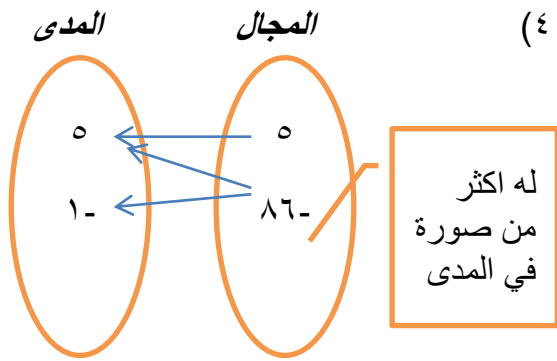 ٤)
المجال
المدى
٥
٥
-٨٦
-١
له اكثر
من صورة
في المدى